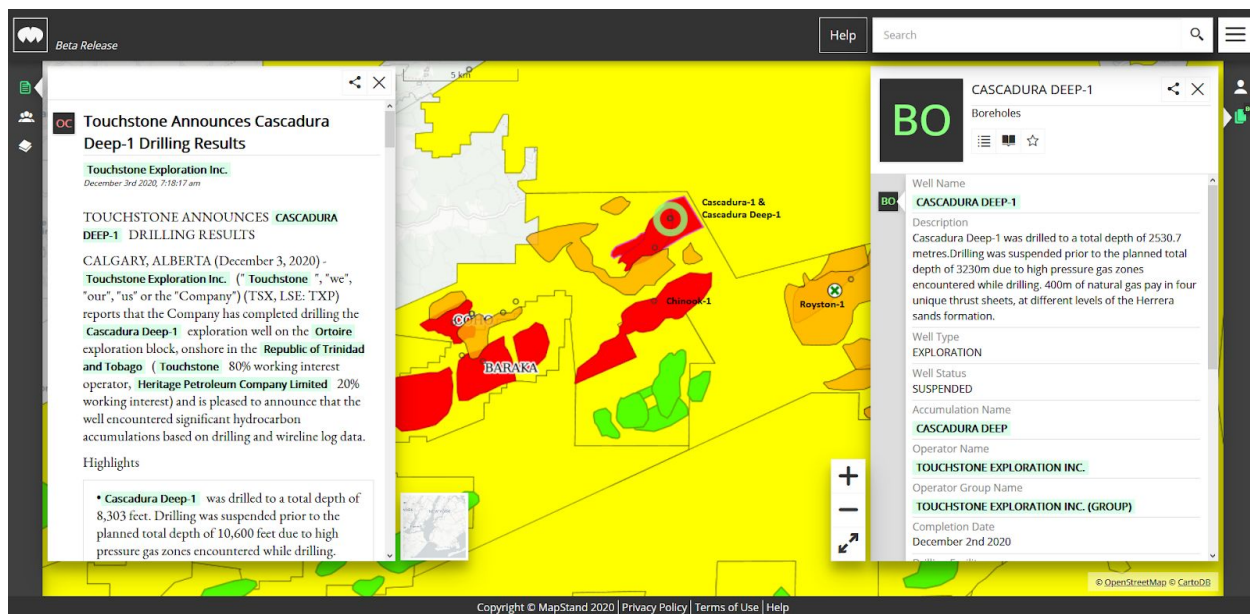 Beta Release
Help
Search
5 km
OC
Touchstone Announces Cascadura
Deep-1 Drilling Results
Touchstone Exploration Inc.
December 3rd 2020, 7:18:17 am
TOUCHSTONE ANNOUNCES CASCADURA
DEEP-1 DRILLING RESULTS
CALGARY, ALBERTA (December 3, 2020) -
Touchstone Exploration Inc. (" Touchstone ", "we",
"our", "us" or the "Company") (TSX, LSE: TXP)
reports that the Company has completed drilling the
Cascadura Deep-1 exploration well on the Ortoire
exploration block, onshore in the Republic of Trinidad
and Tobago ( Touchstone 80% working interest
operator, Heritage Petroleum Company Limited 20%
working interest) and is pleased to announce that the
well encountered significant hydrocarbon
accumulations based on drilling and wireline log data.
Highlights
• Cascadura Deep-1 was drilled to a total depth of
8,303 feet. Drilling was suspended prior to the
planned total depth of 10,600 feet due to high
pressure gas zones encountered while drilling.
Cascadura-1 &
Cascadura Deep-1
Chinook-1
Royston-1
COHO
BARAKA
BO
CASCADURA DEEP-1
Boreholes
BO
Well Name
CASCADURA DEEP-1
Description
Cascadura Deep-1 was drilled to a total depth of 2530.7
metres.Drilling was suspended prior to the planned total
depth of 3230m due to high pressure gas zones
encountered while drilling. 400m of natural gas pay in four
unique thrust sheets, at different levels of the Herrera
sands formation.
Well Type
EXPLORATION
Well Status
SUSPENDED
Accumulation Name
CASCADURA DEEP
Operator Name
TOUCHSTONE EXPLORATION INC.
Operator Group Name
TOUCHSTONE EXPLORATION INC. (GROUP)
Completion Date
December 2nd 2020
© OpenStreetMap © CartoDB
Copyright © MapStand 2020 | Privacy Policy | Terms of Use | Help